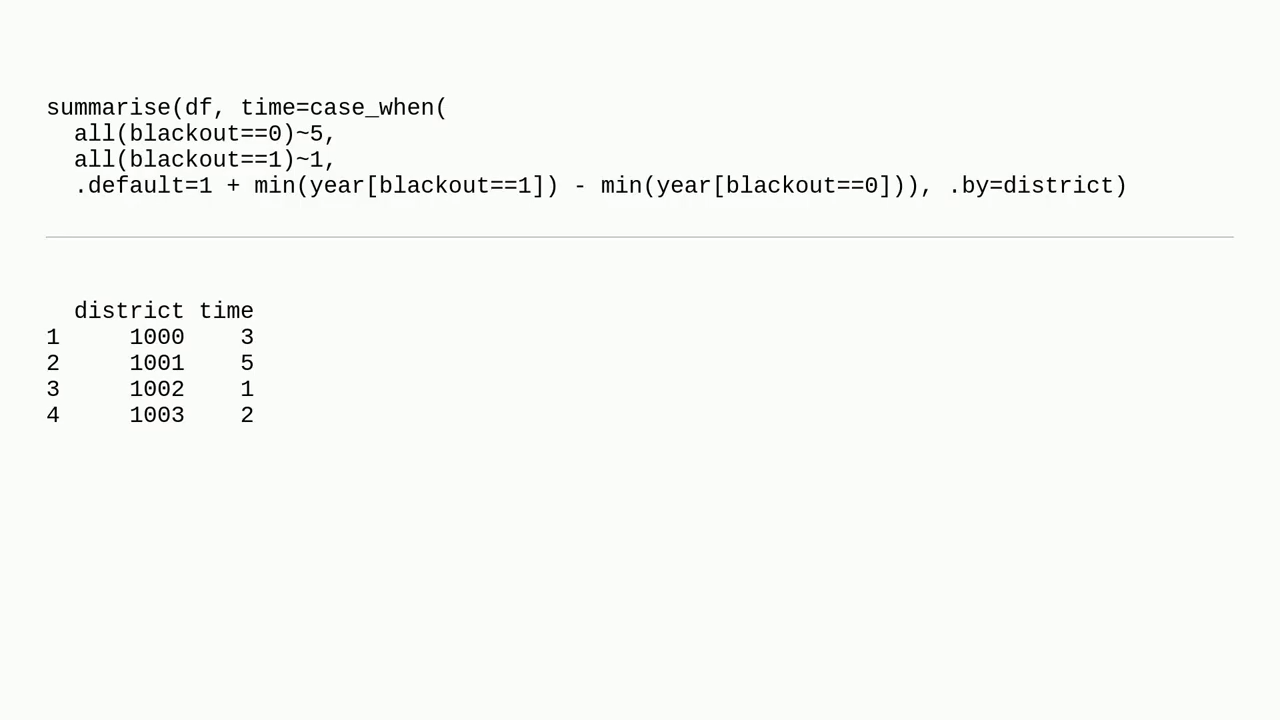 summarise(df, time=case_when(
  all(blackout==0)~5,
  all(blackout==1)~1,
  .default=1 + min(year[blackout==1]) - min(year[blackout==0])), .by=district)
  district time
1     1000    3
2     1001    5
3     1002    1
4     1003    2